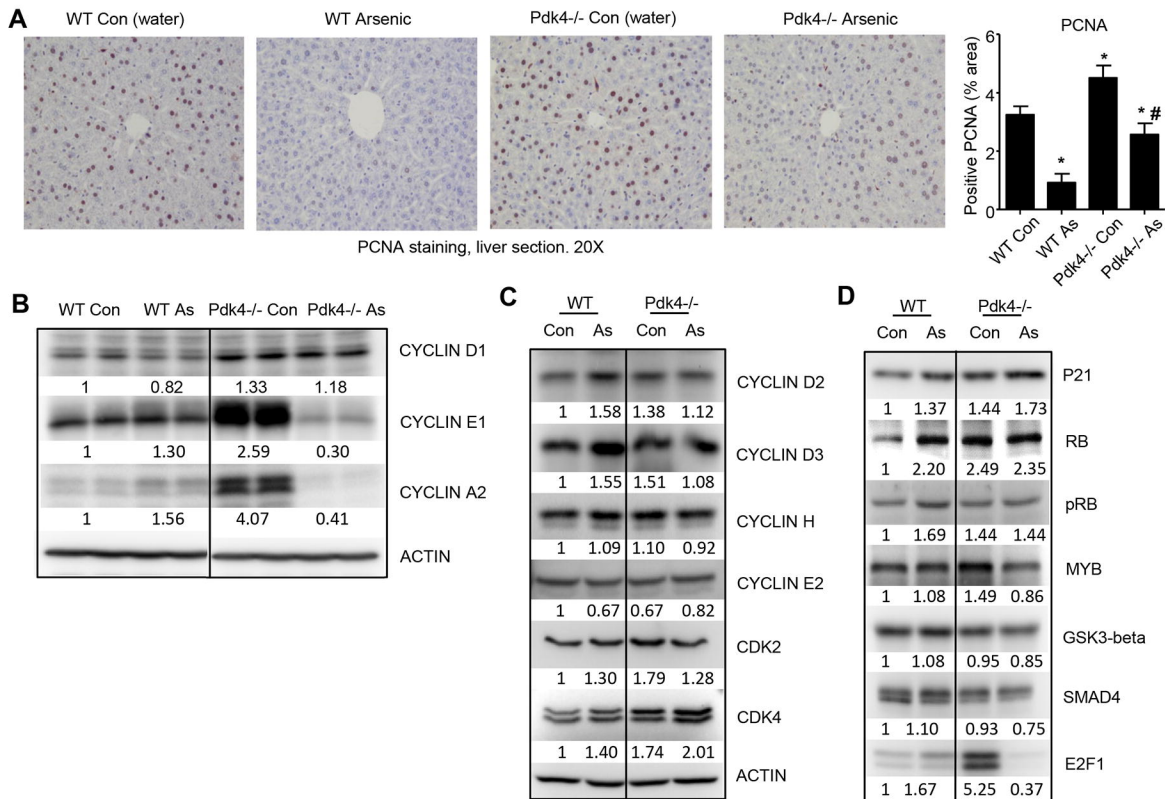 A
WT Con (water) WT Arsenic Pdk4-/- Con (water) Pdk4-/- Arsenic
PCNA staining, liver section. 20X
PCNA
Positive PCNA (% area)
6
4
2
0
* * * * #
WT Con WT As Pdk4-/- Con Pdk4-/- As
B
WT Con WT As Pdk4-/- Con Pdk4-/- As
CYCLIN D1
1 0.82 1.33 1.18
CYCLIN E1
1 1.30 2.59 0.30
CYCLIN A2
1 1.56 4.07 0.41
ACTIN
C
WT Pdk4-/-
Con As Con As
CYCLIN D2
1 1.58 1.38 1.12
CYCLIN D3
1 1.55 1.51 1.08
CYCLIN H
1 1.09 1.10 0.92
CYCLIN E2
1 0.67 0.67 0.82
CDK2
1 1.30 1.79 1.28
CDK4
1 1.40 1.74 2.01
ACTIN
D
WT Pdk4-/-
Con As Con As
P21
1 1.37 1.44 1.73
RB
1 2.20 2.49 2.35
pRB
1 1.69 1.44 1.44
MYB
1 1.08 1.49 0.86
GSK3-beta
1 1.08 0.95 0.85
SMAD4
1 1.10 0.93 0.75
E2F1
1 1.67 5.25 0.37